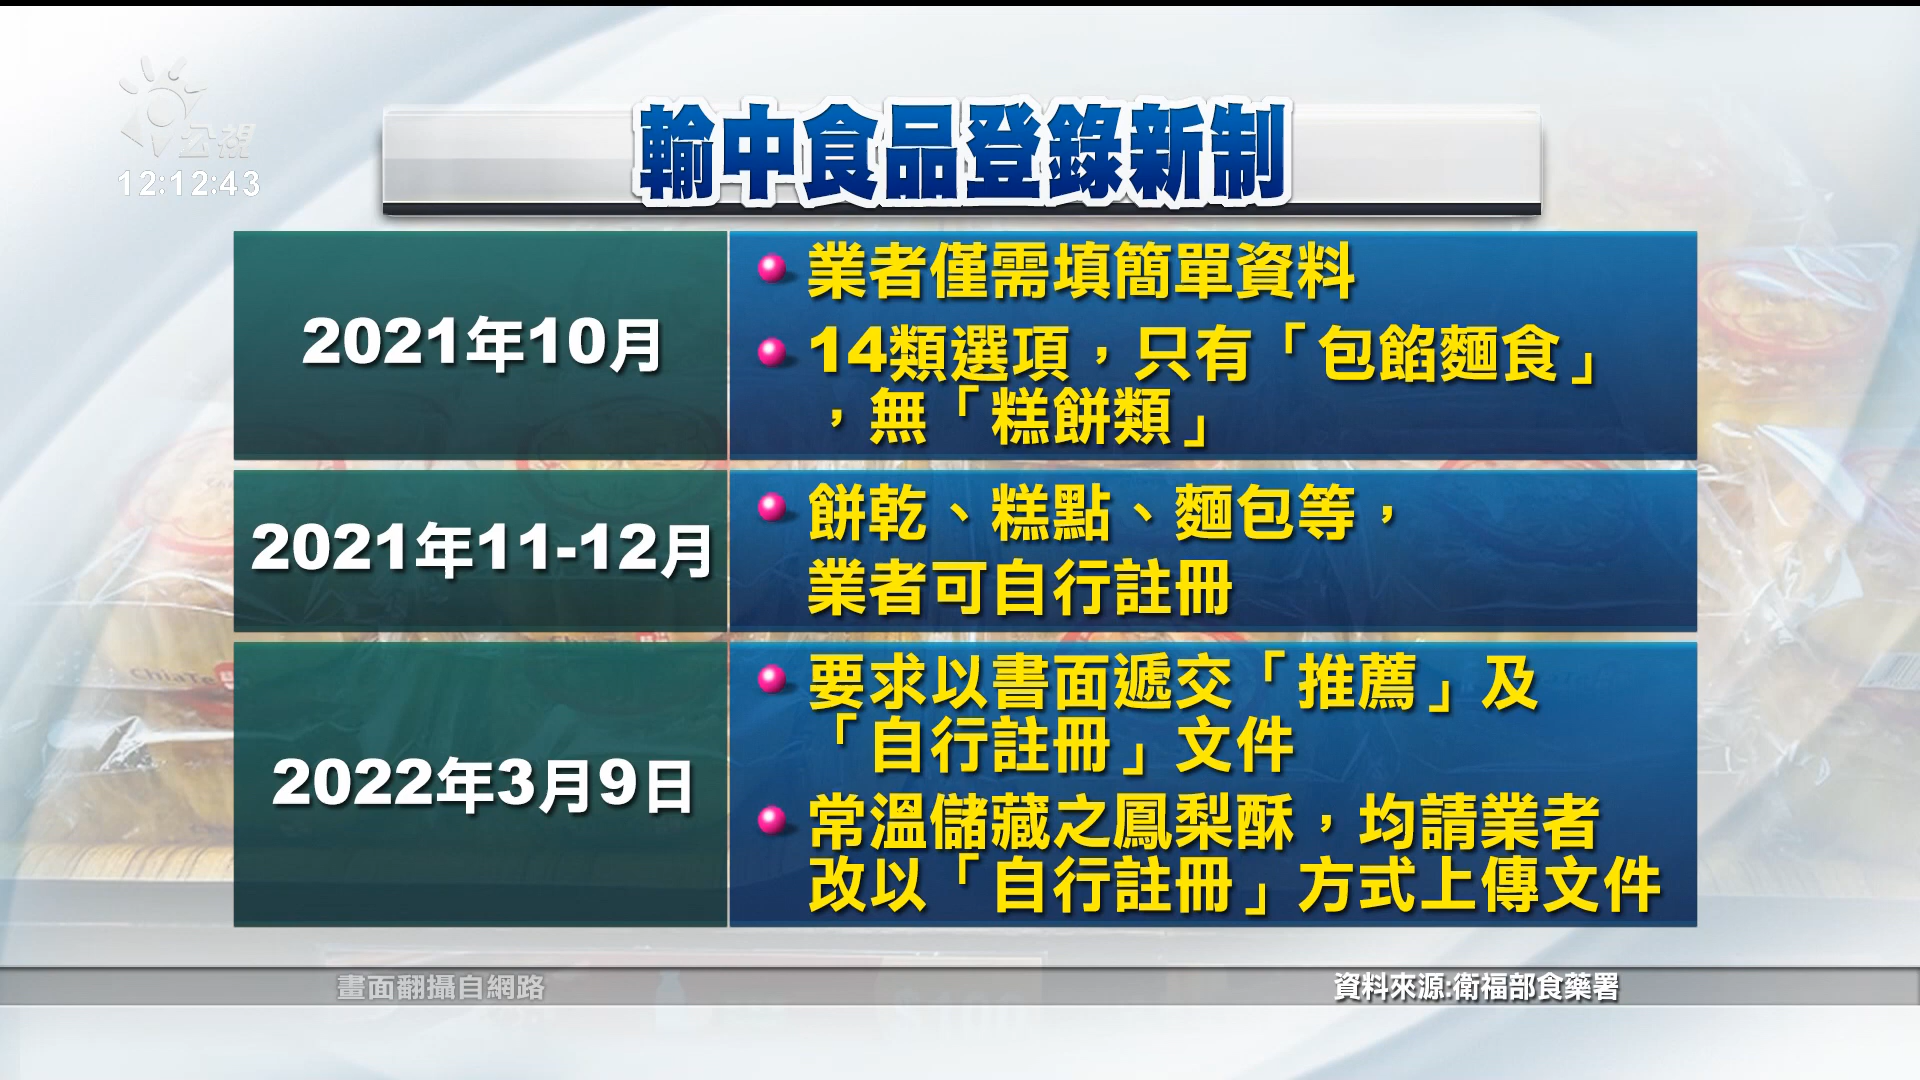 公視
12:12:43
輸中食品登錄新制
2021年10月
業者僅需填簡單資料
14類選項，只有「包餡麵食」
，無「糕餅類」
2021年11-12月
餅乾、糕點、麵包等，
業者可自行註冊
2022年3月9日
要求以書面遞交「推薦」及
「自行註冊」文件
常溫儲藏之鳳梨酥，均請業者
改以「自行註冊」方式上傳文件
ChiaTe
畫面翻攝自網路
資料來源:衛福部食藥署